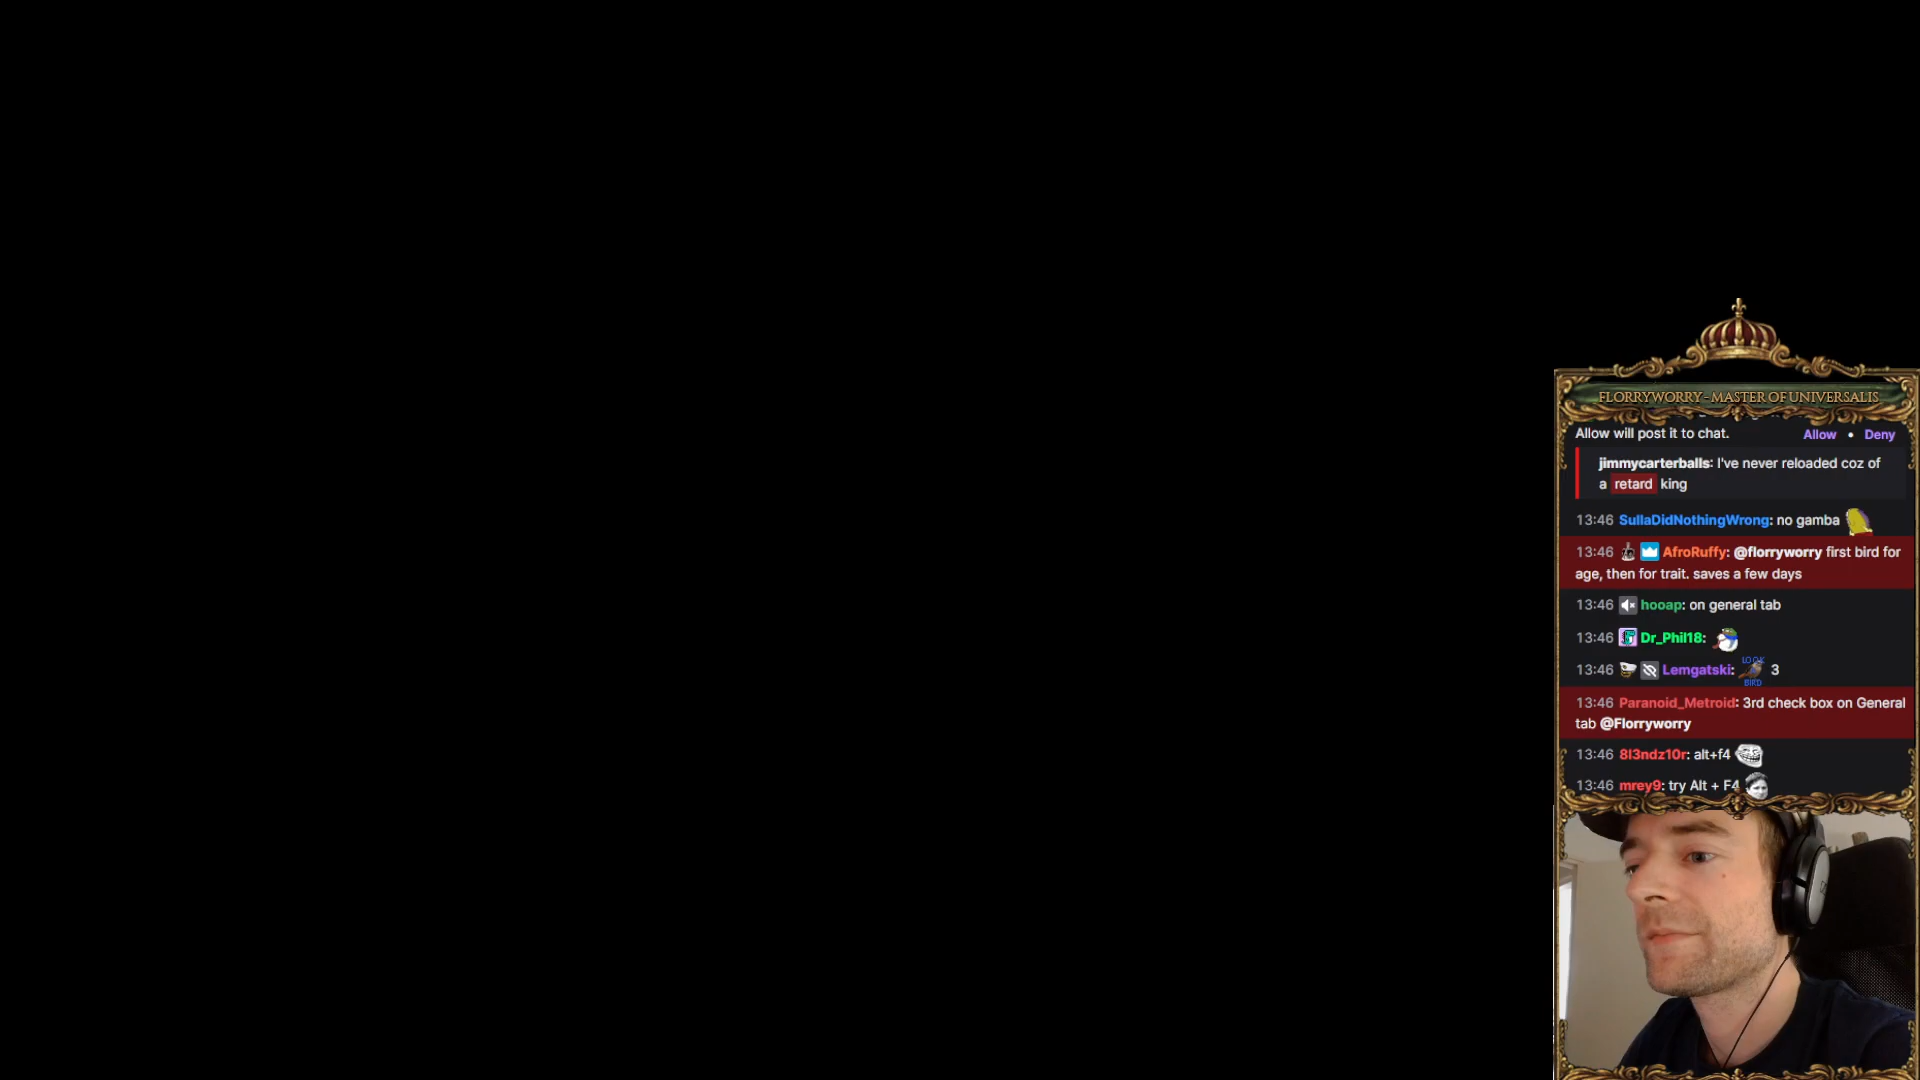 FLORRYWORRY - MASTER OF UNIVERSALIS
Allow will post it to chat. Allow • Deny
jimmycarterballs: I've never reloaded coz of
a retard king
13:46 SullaDidNothingWrong: no gamba
13:46 AfroRuffy: @florryworry first bird for
age, then for trait. saves a few days
13:46 hooap: on general tab
13:46 Dr_Phil18:
13:46 Lemgatski: LOOK BIRD 3
13:46 Paranoid_Metroid: 3rd check box on General
tab @Florryworry
13:46 8l3ndz10r: alt+f4
13:46 mrey9: try Alt + F4